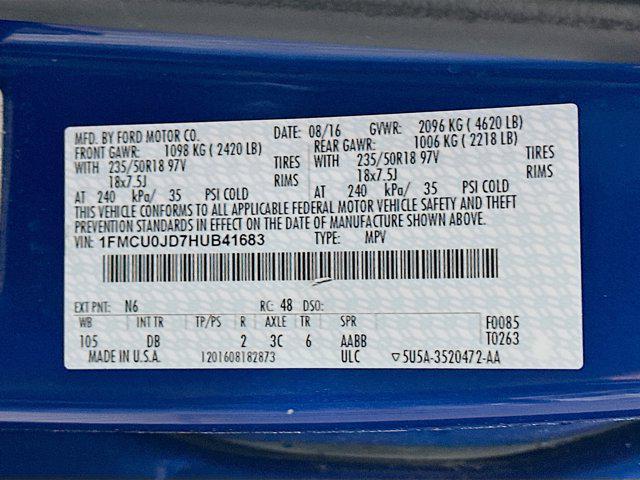 MFD. BY FORD MOTOR CO. DATE: 08/16 GVWR: 2096 KG ( 4620 LB)
FRONT GAWR: 1098 KG ( 2420 LB) REAR GAWR: 1006 KG ( 2218 LB)
WITH 235/50R18 97V TIRES WITH 235/50R18 97V TIRES
18x7.5J RIMS 18x7.5J RIMS
AT 240 kPa/ 35 PSI COLD AT 240 kPa/ 35 PSI COLD
THIS VEHICLE CONFORMS TO ALL APPLICABLE FEDERAL MOTOR VEHICLE SAFETY AND THEFT
PREVENTION STANDARDS IN EFFECT ON THE DATE OF MANUFACTURE SHOWN ABOVE.
VIN: 1FMCU0JD7HUB41683 TYPE: MPV
EXT PNT: N6 RC: 48 DSO:
WB INT TR TP/PS R AXLE TR SPR F0085
105 DB 2 3C 6 AABB T0263
MADE IN U.S.A. 1201608182873 ULC ▽5U5A-3520472-AA